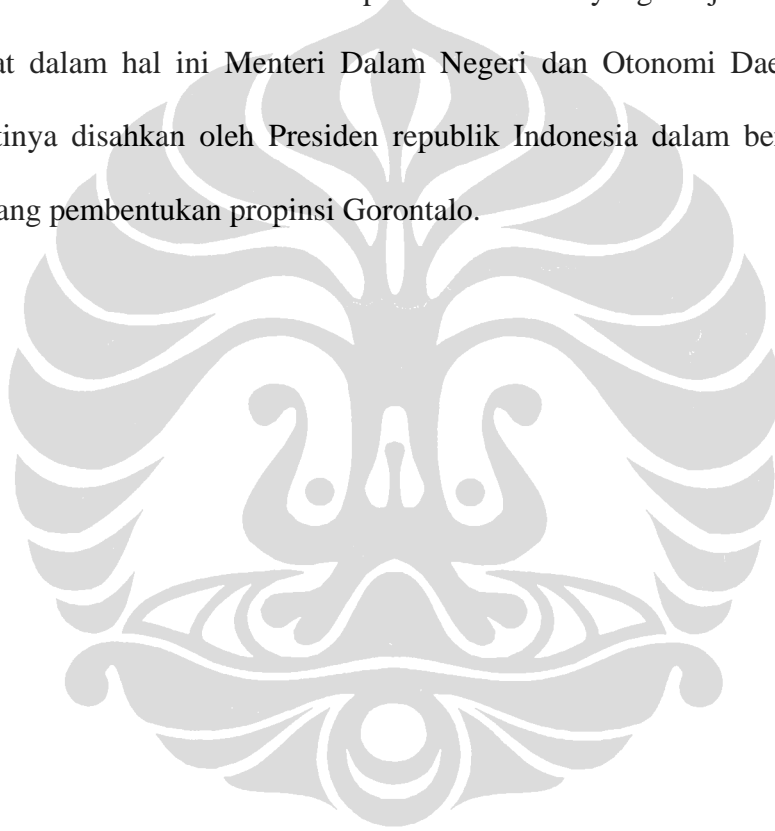 yang
at dalam hal ini Menteri Dalam Negeri dan Otonomi Dae
tinya disahkan oleh Presiden republik Indonesia dalam be
ang pembentukan propinsi Gorontalo.